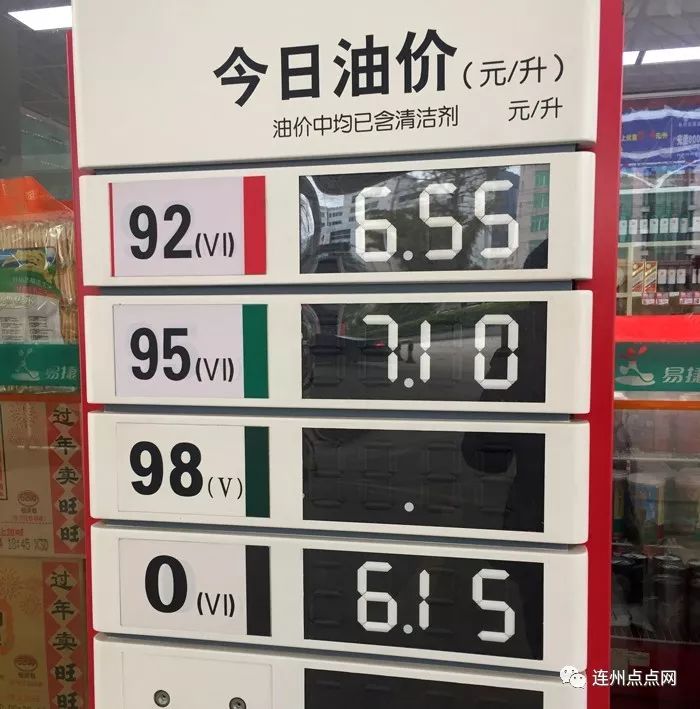 今日油价(元/升)
油价中均已含清洁剂 元/升
92(VI) 6.55
95(VI) 7.10
98(V) .
0(VI) 6.15
易捷
易捷
过年卖旺旺
过年卖旺旺
连州点点网